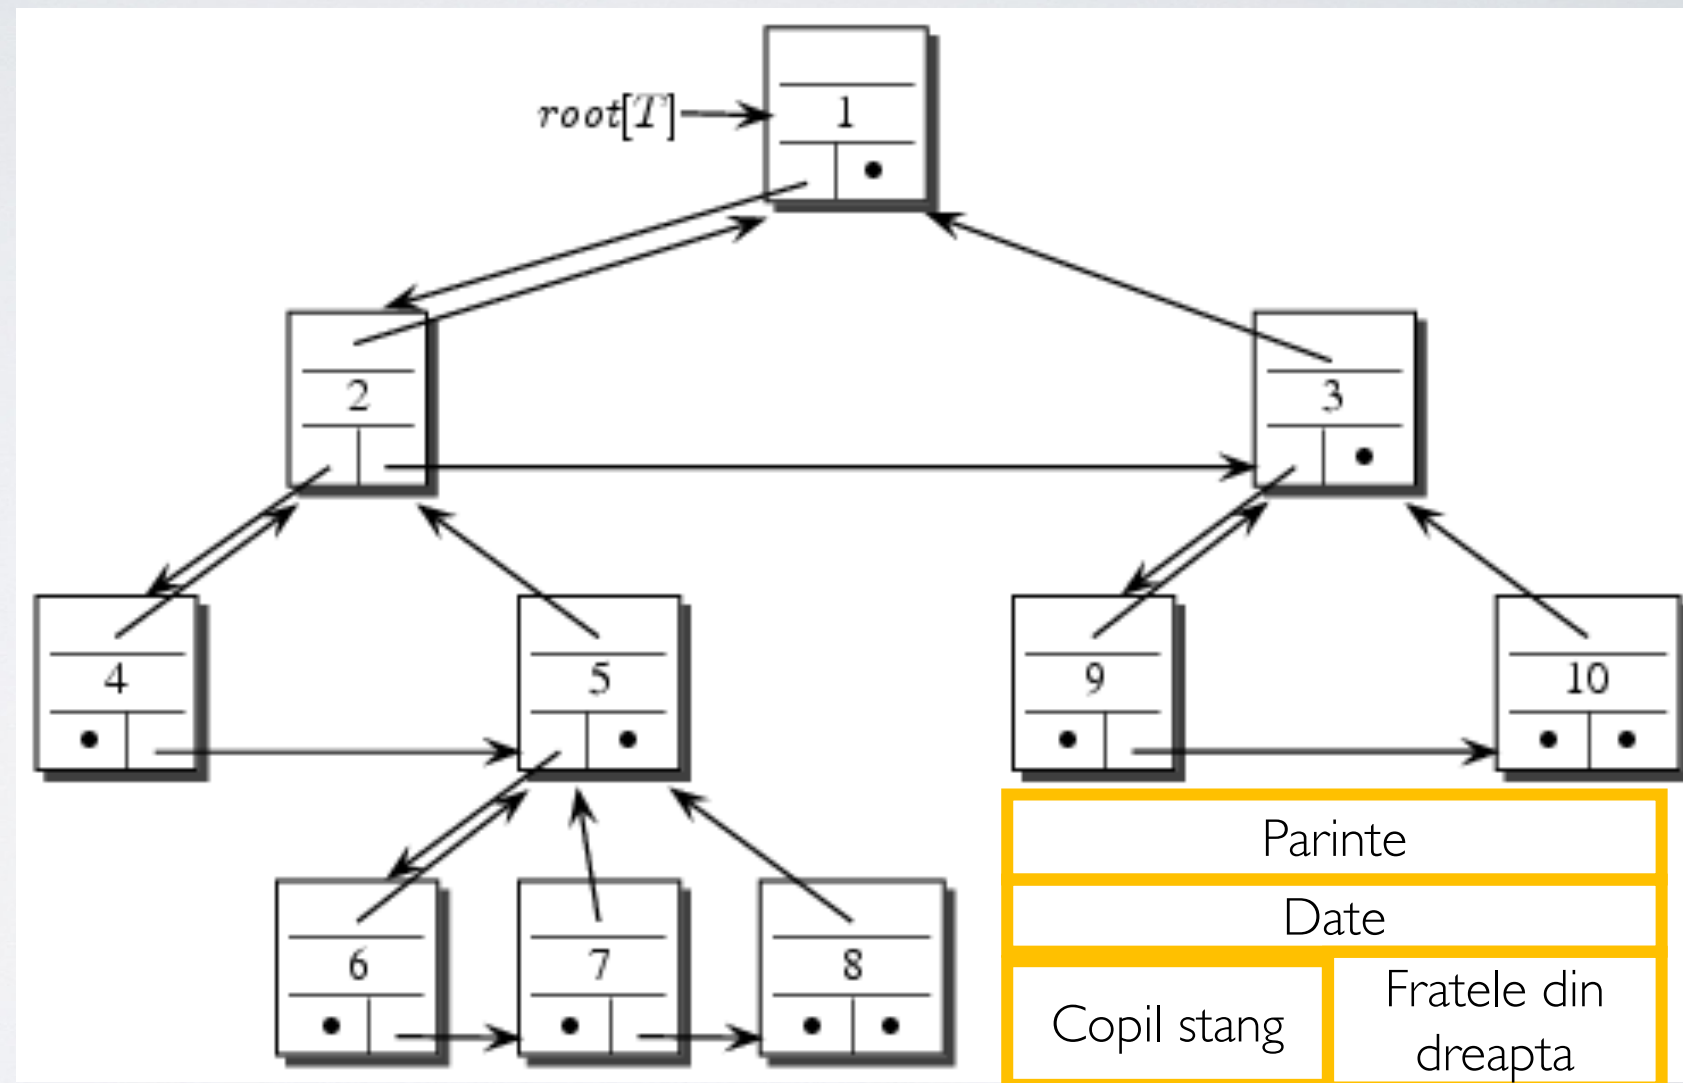 root[T]
1
2
3
4
5
9
10
6
7
8
Parinte
Date
Copil stang
Fratele din
dreapta